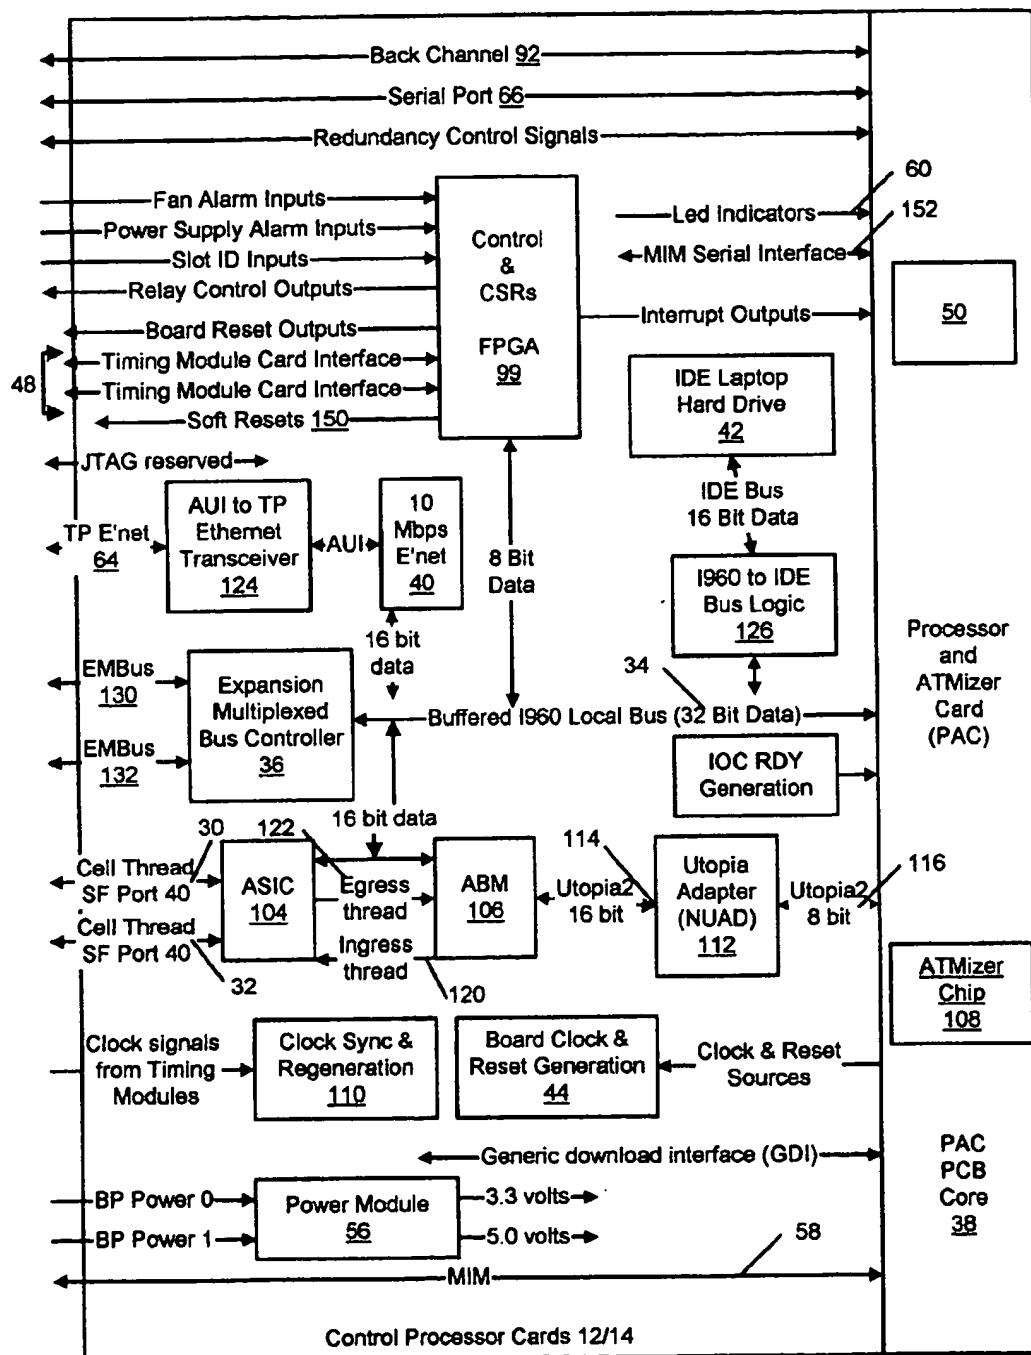 Back Channel 92
Serial Port 66
Redundancy Control Signals
Fan Alarm Inputs
Power Supply Alarm Inputs
Slot ID Inputs
Relay Control Outputs
Board Reset Outputs
Timing Module Card Interface
Timing Module Card Interface
48
Soft Resets 150
JTAG reserved
Control
&
CSRs
FPGA
99
60
Led Indicators
152
MIM Serial Interface
Interrupt Outputs
50
IDE Laptop
Hard Drive
42
IDE Bus
16 Bit Data
I960 to IDE
Bus Logic
126
TP E'net
64
AUI to TP
Ethernet
Transceiver
124
AUI
10
Mbps
E'net
40
8 Bit
Data
16 bit
data
EMBus
130
EMBus
132
Expansion
Multiplexed
Bus Controller
36
34
Buffered I960 Local Bus (32 Bit Data)
IOC RDY
Generation
Processor
and
ATMizer
Card
(PAC)
16 bit data
30
122
Cell Thread
SF Port 40
Cell Thread
SF Port 40
32
ASIC
104
Egress
thread
Ingress
thread
120
ABM
106
114
Utopia2
16 bit
Utopia
Adapter
(NUAD)
112
116
Utopia2
8 bit
ATMizer
Chip
108
Clock signals
from Timing
Modules
Clock Sync &
Regeneration
110
Board Clock &
Reset Generation
44
Clock & Reset
Sources
Generic download interface (GDI)
PAC
PCB
Core
38
BP Power 0
BP Power 1
Power Module
56
3.3 volts
5.0 volts
58
MIM
Control Processor Cards 12/14